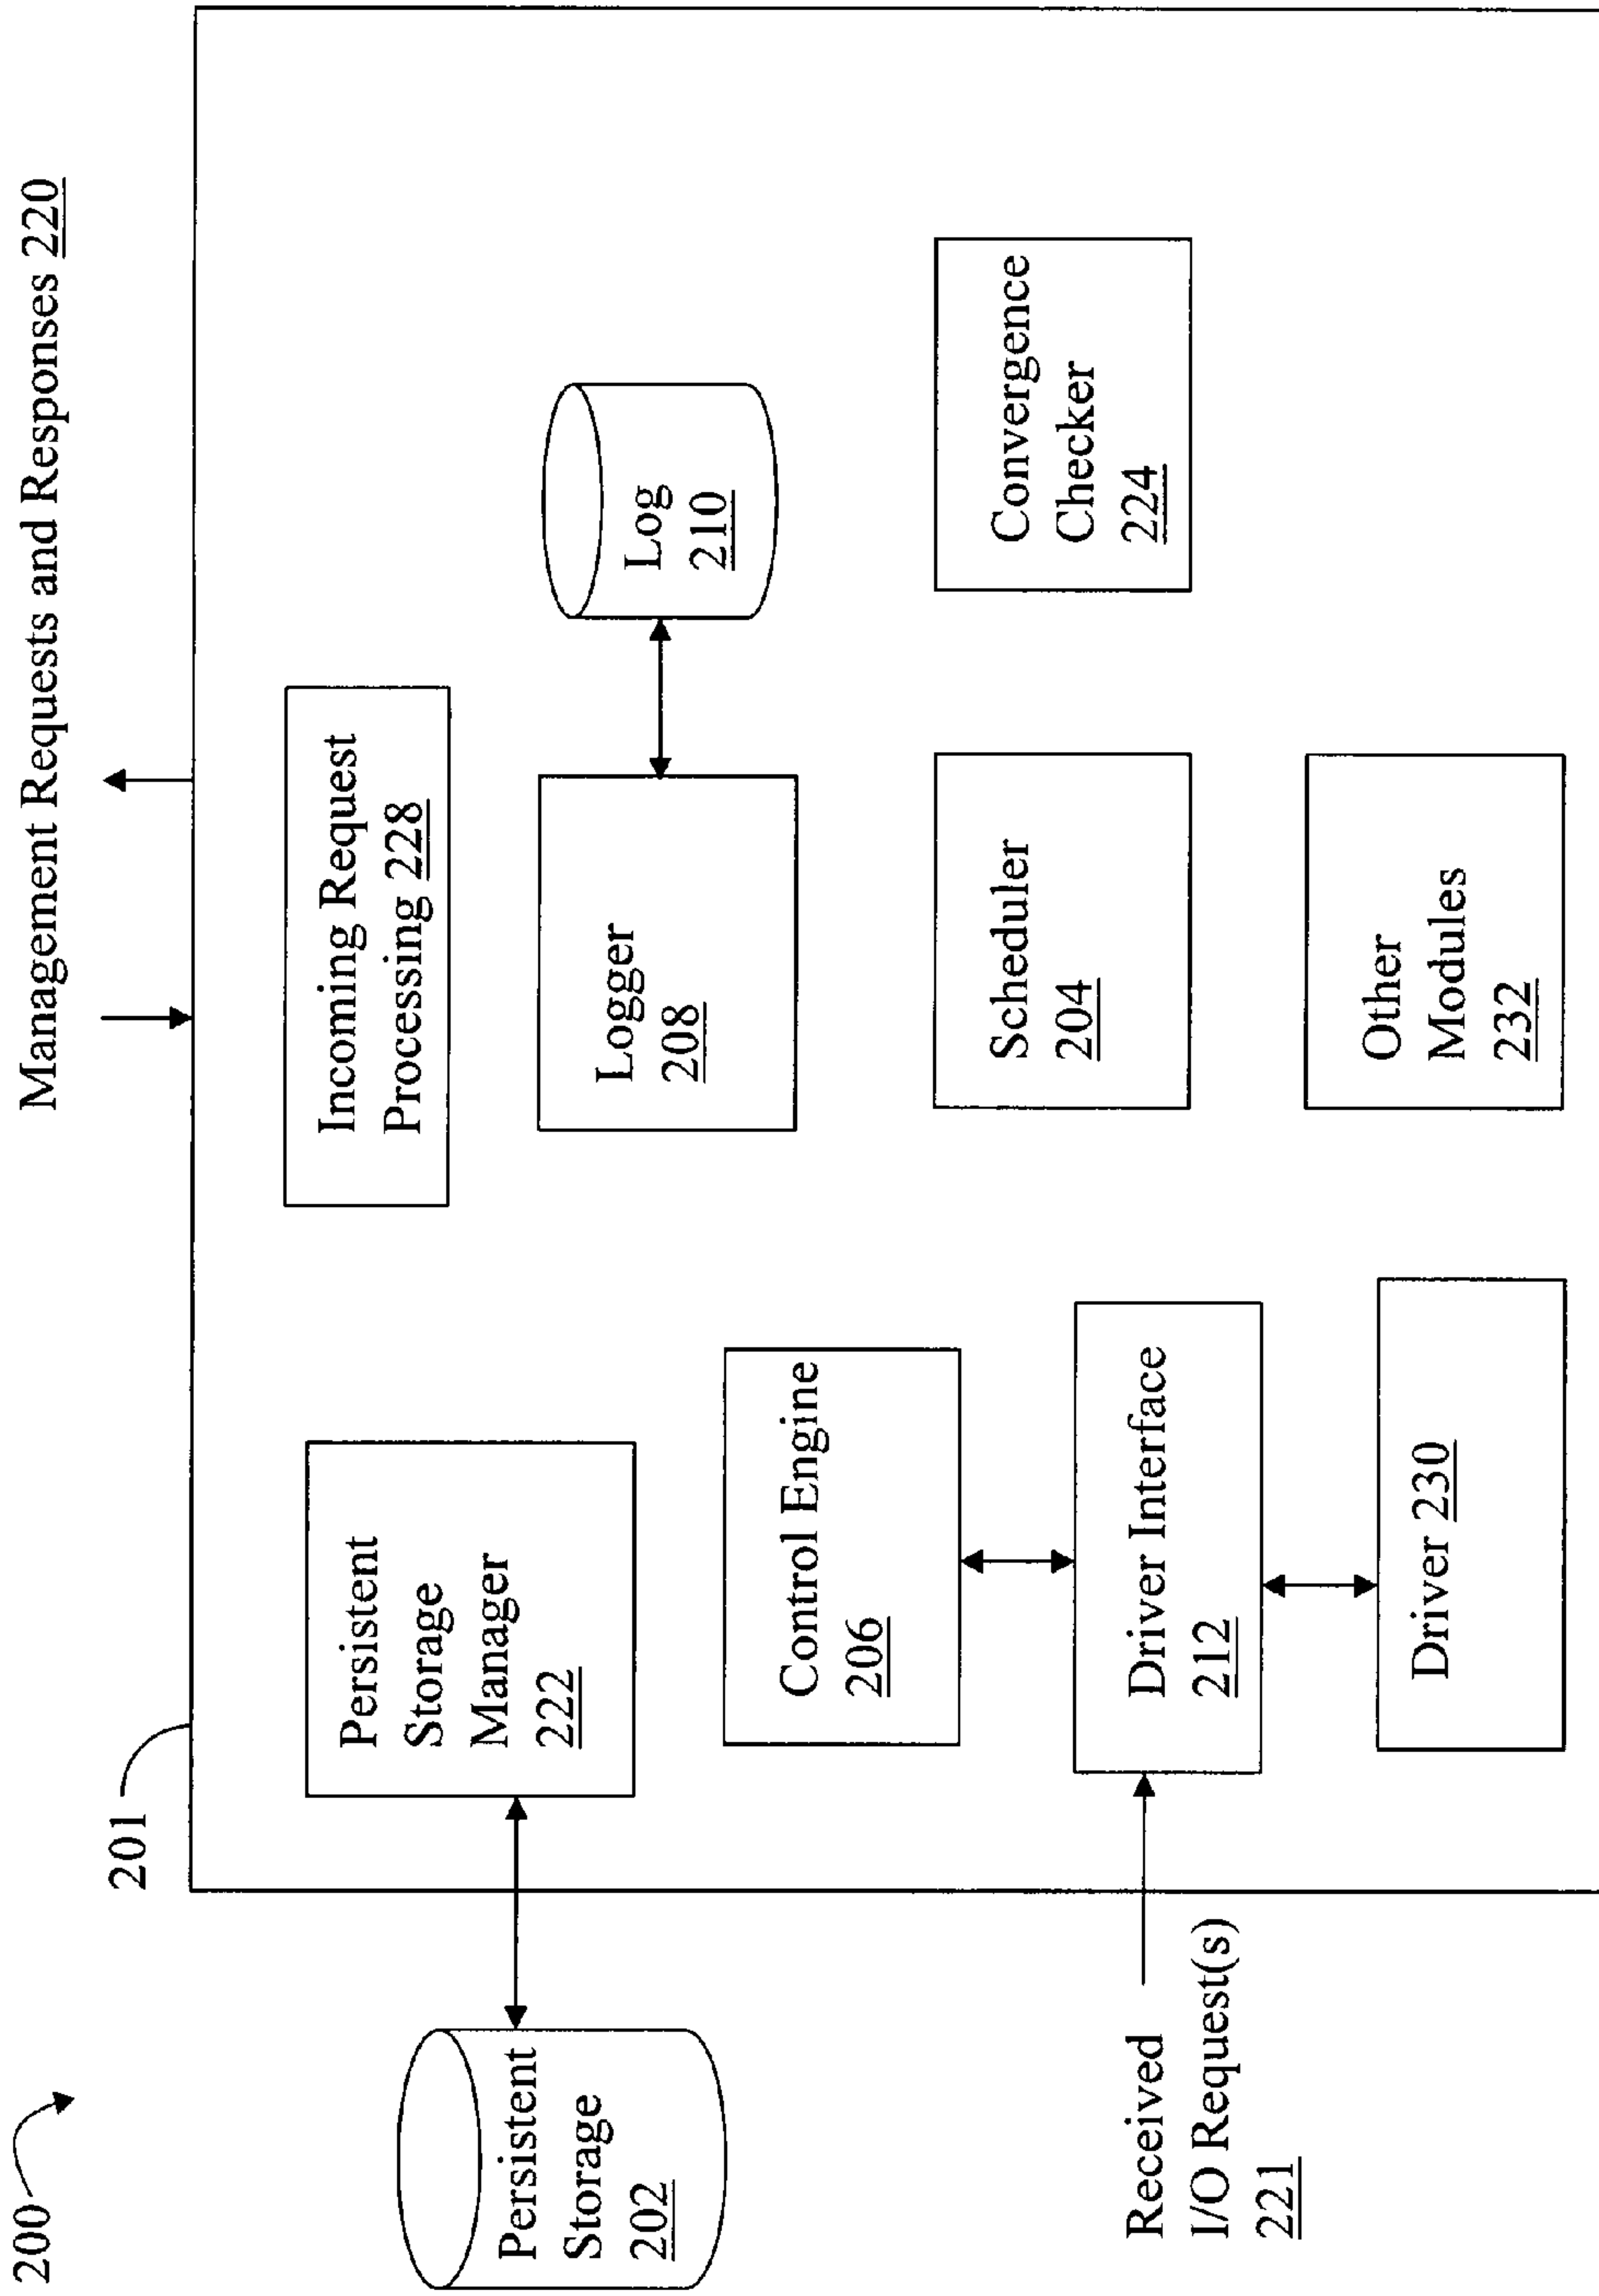 200
Management Requests and Responses 220
201
Persistent
Storage
202
Persistent
Storage
Manager
222
Incoming Request
Processing 228
Logger
208
Log
210
Control Engine
206
Scheduler
204
Convergence
Checker
224
Received
I/O Request(s)
221
Driver Interface
212
Driver 230
Other
Modules
232